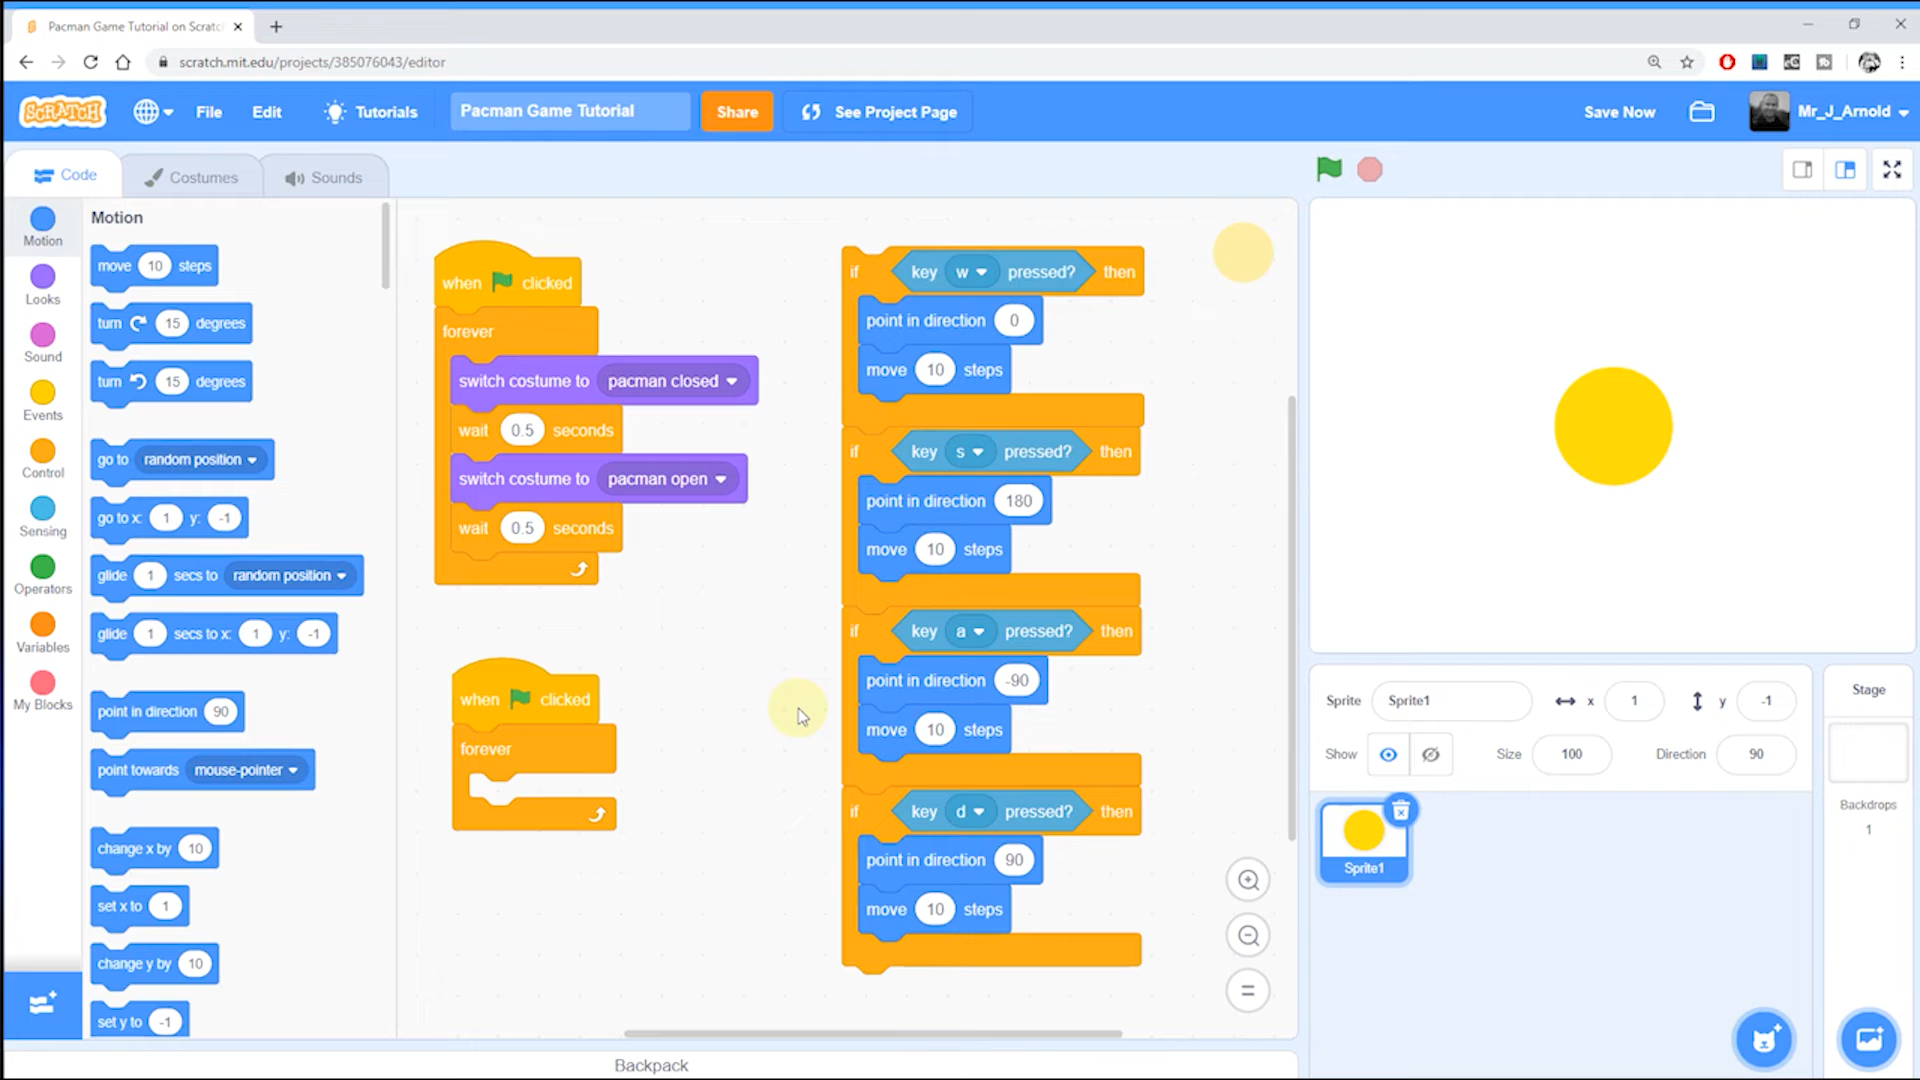 Pacman Game Tutorial on Scratc
scratch.mit.edu/projects/385076043/editor
SCRATCH
File
Edit
Tutorials
Pacman Game Tutorial
Share
See Project Page
Save Now
Mr_J_Arnold
Code
Costumes
Sounds
Motion
Looks
Sound
Events
Control
Sensing
Operators
Variables
My Blocks
Motion
move 10 steps
turn 15 degrees
turn 15 degrees
go to random position
go to x: 1 y: -1
glide 1 secs to random position
glide 1 secs to x: 1 y: -1
point in direction 90
point towards mouse-pointer
change x by 10
set x to 1
change y by 10
set y to -1
when clicked
forever
switch costume to pacman closed
wait 0.5 seconds
switch costume to pacman open
wait 0.5 seconds
when clicked
forever
if key w pressed? then
point in direction 0
move 10 steps
if key s pressed? then
point in direction 180
move 10 steps
if key a pressed? then
point in direction -90
move 10 steps
if key d pressed? then
point in direction 90
move 10 steps
Backpack
Sprite Sprite1 x 1 y -1
Show Size 100 Direction 90
Sprite1
Stage
Backdrops
1